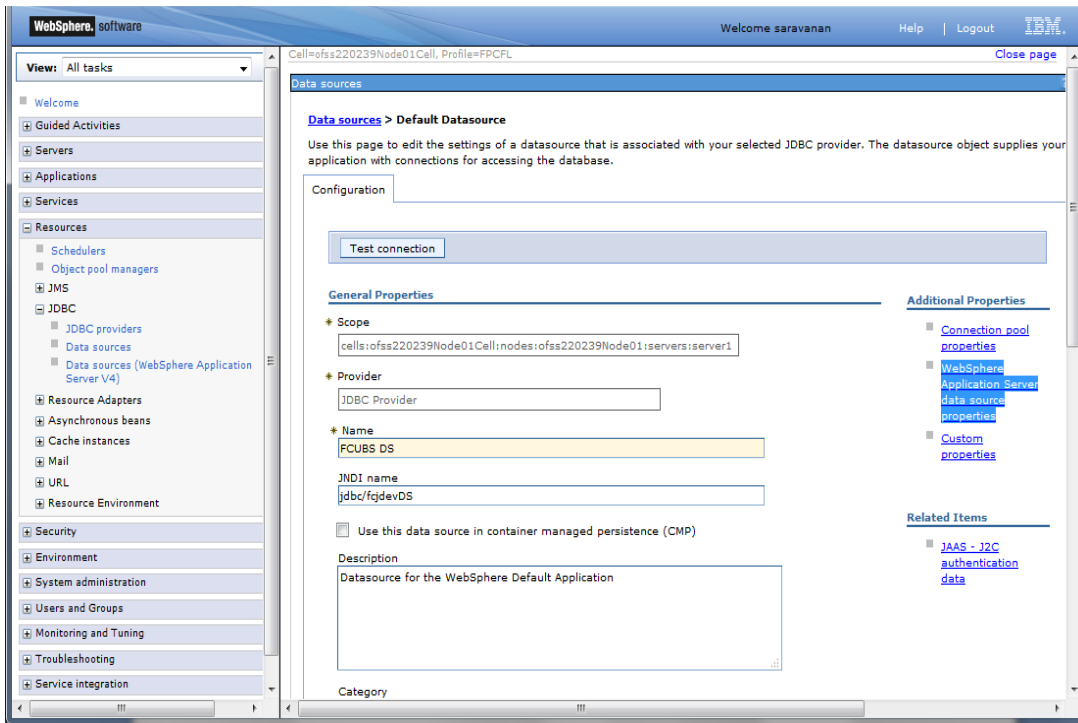 WebSphere. software
Welcome saravanan
Help | Logout
IBM.
View: All tasks
Welcome
Guided Activities
Servers
Applications
Services
Resources
Schedulers
Object pool managers
JMS
JDBC
JDBC providers
Data sources
Data sources (WebSphere Application
Server V4)
Resource Adapters
Asynchronous beans
Cache instances
Mail
URL
Resource Environment
Security
Environment
System administration
Users and Groups
Monitoring and Tuning
Troubleshooting
Service integration
Cell=ofss220239Node01Cell, Profile=FPCFL
Close page
Data sources
?
Data sources > Default Datasource
Use this page to edit the settings of a datasource that is associated with your selected JDBC provider. The datasource object supplies your
application with connections for accessing the database.
Configuration
Test connection
General Properties
* Scope
cells:ofss220239Node01Cell:nodes:ofss220239Node01:servers:server1
* Provider
JDBC Provider
* Name
FCUBS DS
JNDI name
jdbc/fcjdevDS
Use this data source in container managed persistence (CMP)
Description
Datasource for the WebSphere Default Application
Category
Additional Properties
Connection pool
properties
WebSphere
Application Server
data source
properties
Custom
properties
Related Items
JAAS - J2C
authentication
data